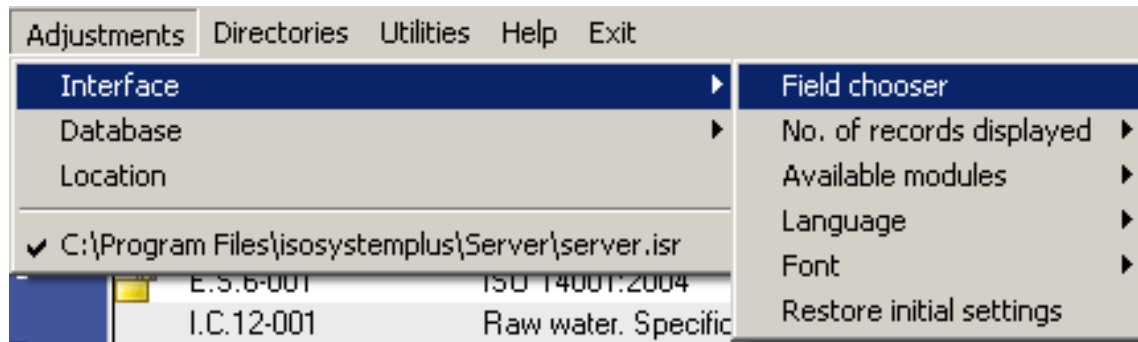 Adjustments Directories Utilities Help Exit
Interface
Database
Location
C:\Program Files\isosystemplus\Server\server.isr
Field chooser
No. of records displayed
Available modules
Language
Font
Restore initial settings
E.S.6-001 ISO 14001:2004
I.C.12-001 Raw water. Specific